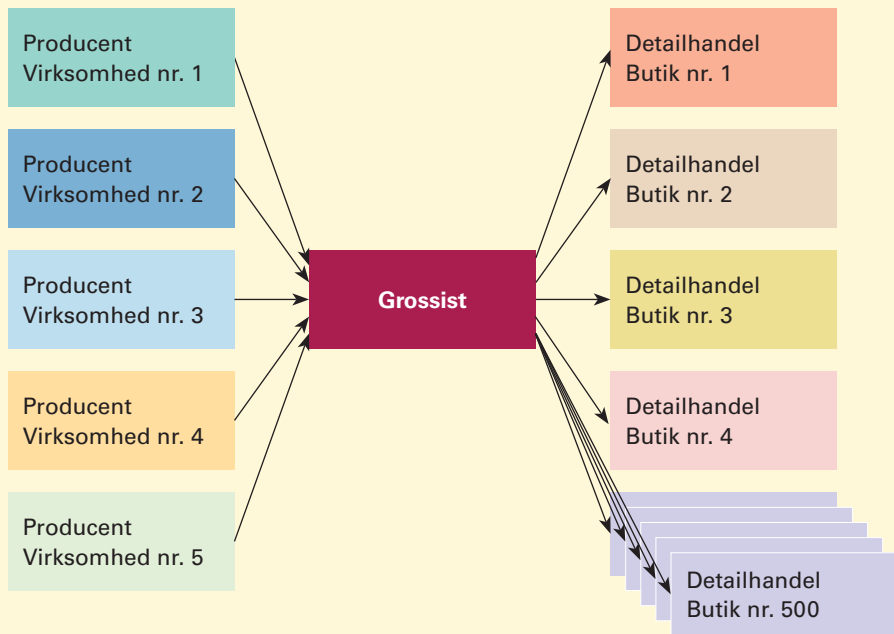 Producent
Virksomhed nr. 1
Producent
Virksomhed nr. 2
Producent
Virksomhed nr. 3
Producent
Virksomhed nr. 4
Producent
Virksomhed nr. 5
Grossist
Detailhandel
Butik nr. 1
Detailhandel
Butik nr. 2
Detailhandel
Butik nr. 3
Detailhandel
Butik nr. 4
Detailhandel
Butik nr. 500